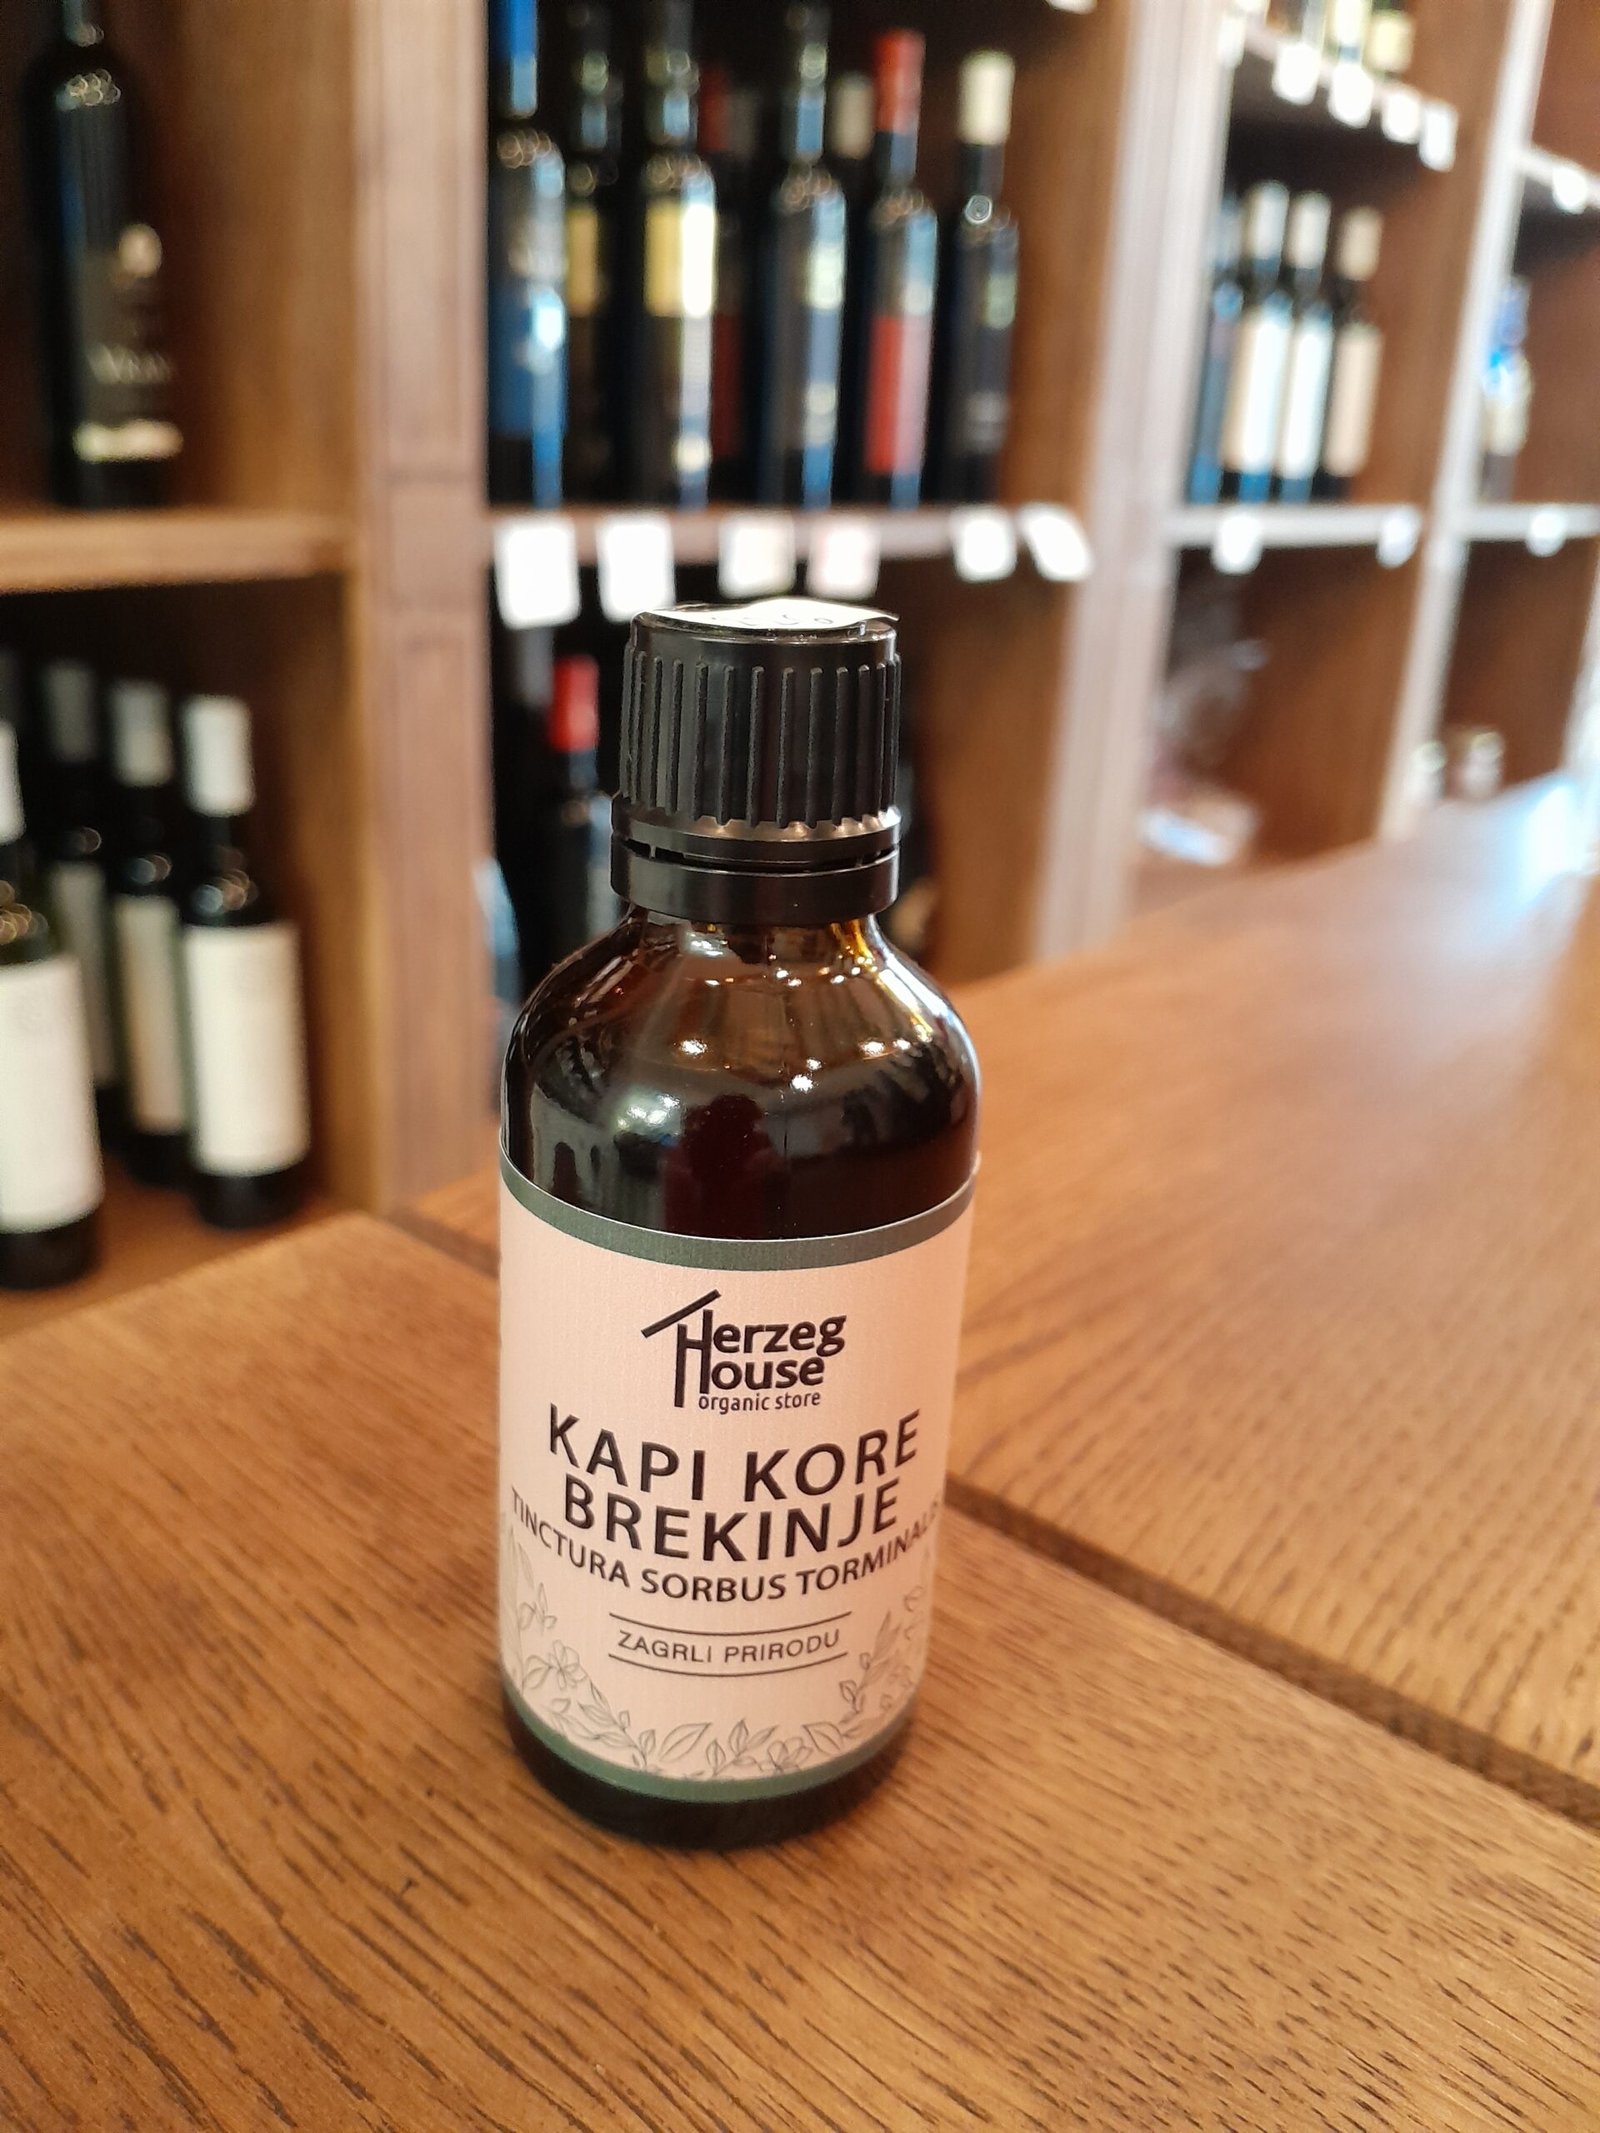 Herzeg
House
organic store
KAPI KORE
BREKINJE
TINCTURA SORBUS TORMINALIS
ZAGRLI PRIRODU